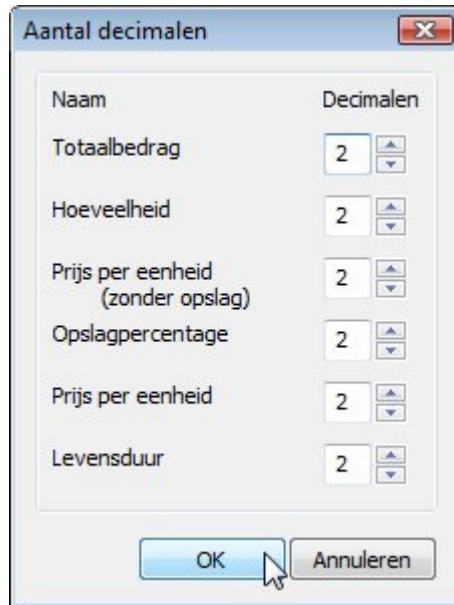 Aantal decimalen
Naam Decimalen
Totaalbedrag 2
Hoeveelheid 2
Prijs per eenheid 2
(zonder opslag)
Opslagpercentage 2
Prijs per eenheid 2
Levensduur 2
OK Annuleren